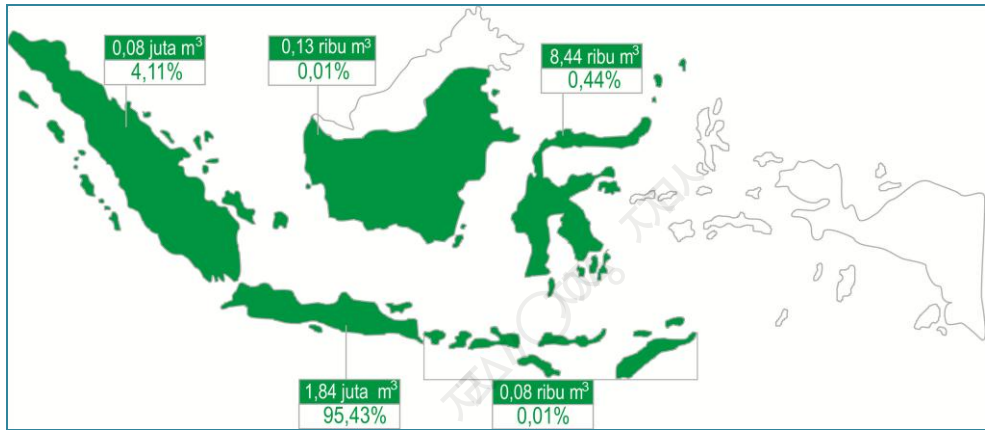 0,08 juta m³
4,11%
0,13 ribu m³
0,01%
8,44 ribu m³
0,44%
1,84 juta m³
95,43%
0,08 ribu m³
0,01%